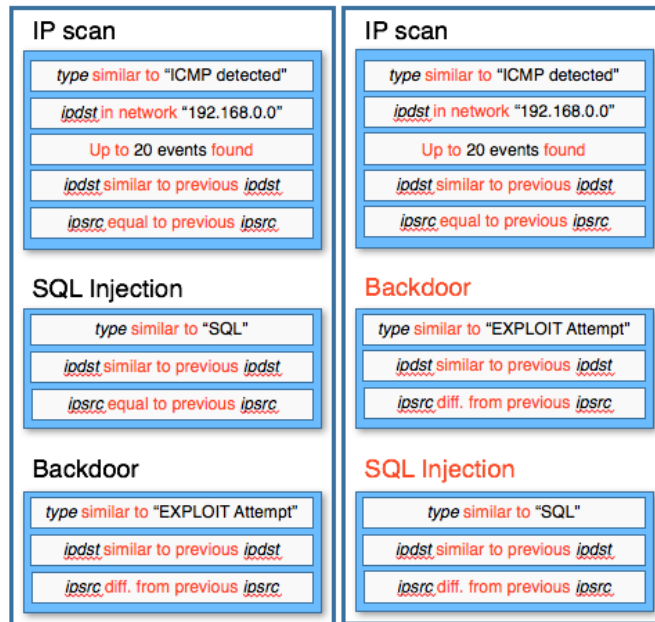 IP scan
type similar to “ICMP detected”
ipdst in network “192.168.0.0”
Up to 20 events found
ipdst similar to previous ipdst
ipsrc equal to previous ipsrc
SQL Injection
type similar to “SQL”
ipdst similar to previous ipdst
ipsrc equal to previous ipsrc
Backdoor
type similar to “EXPLOIT Attempt”
ipdst similar to previous ipdst
ipsrc diff. from previous ipsrc
IP scan
type similar to “ICMP detected”
ipdst in network “192.168.0.0”
Up to 20 events found
ipdst similar to previous ipdst
ipsrc equal to previous ipsrc
Backdoor
type similar to “EXPLOIT Attempt”
ipdst similar to previous ipdst
ipsrc diff. from previous ipsrc
SQL Injection
type similar to “SQL”
ipdst similar to previous ipdst
ipsrc diff. from previous ipsrc